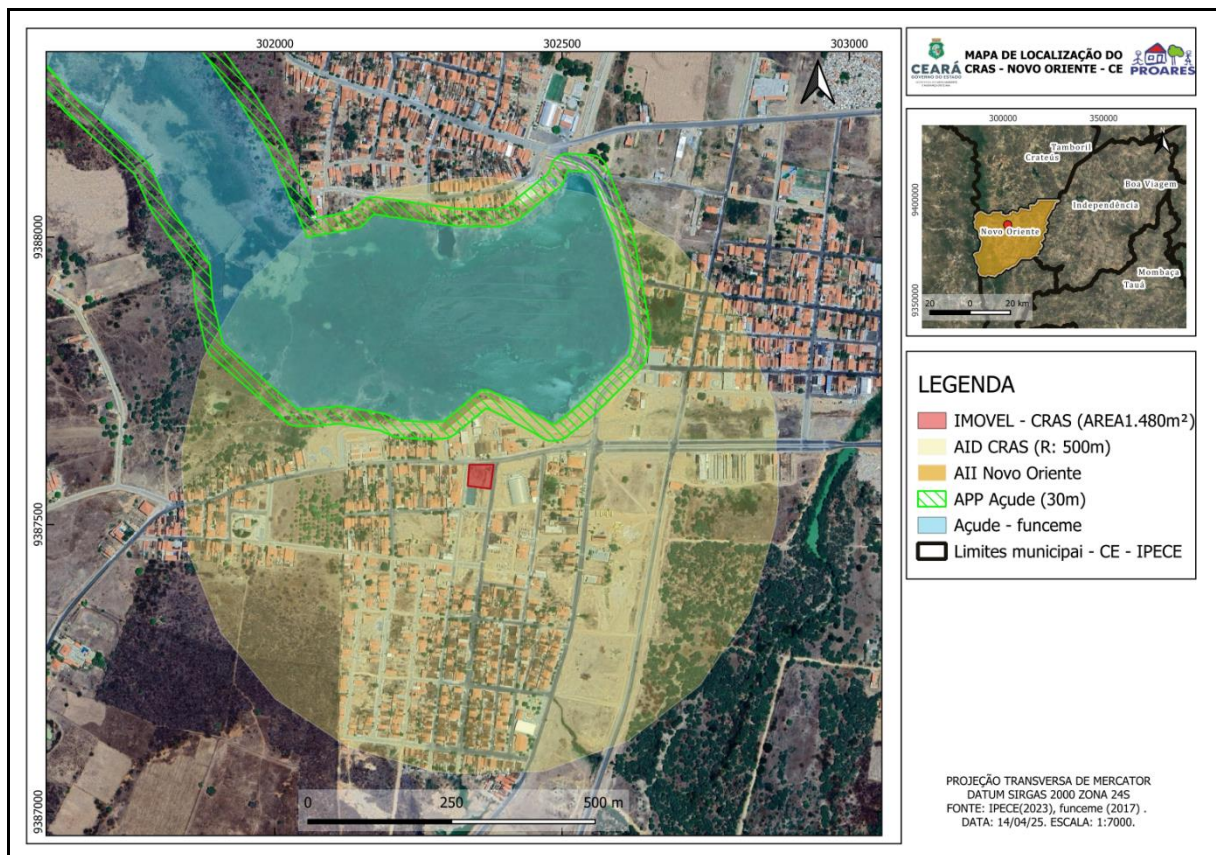 302000
302500
303000
9388000
9387500
9387000
0
250
500 m
CEARÁ
GOVERNO DO ESTADO
MAPA DE LOCALIZAÇÃO DO
CRAS - NOVO ORIENTE - CE
PROARES
300000
350000
9400000
9350000
Tamboril
Crateús
Boa Viagem
Independência
Novo Oriente
Mombaça
Tauá
20
0
20 km
LEGENDA
IMOVEL - CRAS (AREA1.480m²)
AID CRAS (R: 500m)
AII Novo Oriente
APP Açude (30m)
Açude - funceme
Limites municipai - CE - IPECE
PROJEÇÃO TRANSVERSA DE MERCATOR
DATUM SIRGAS 2000 ZONA 24S
FONTE: IPECE(2023), funceme (2017) .
DATA: 14/04/25. ESCALA: 1:7000.